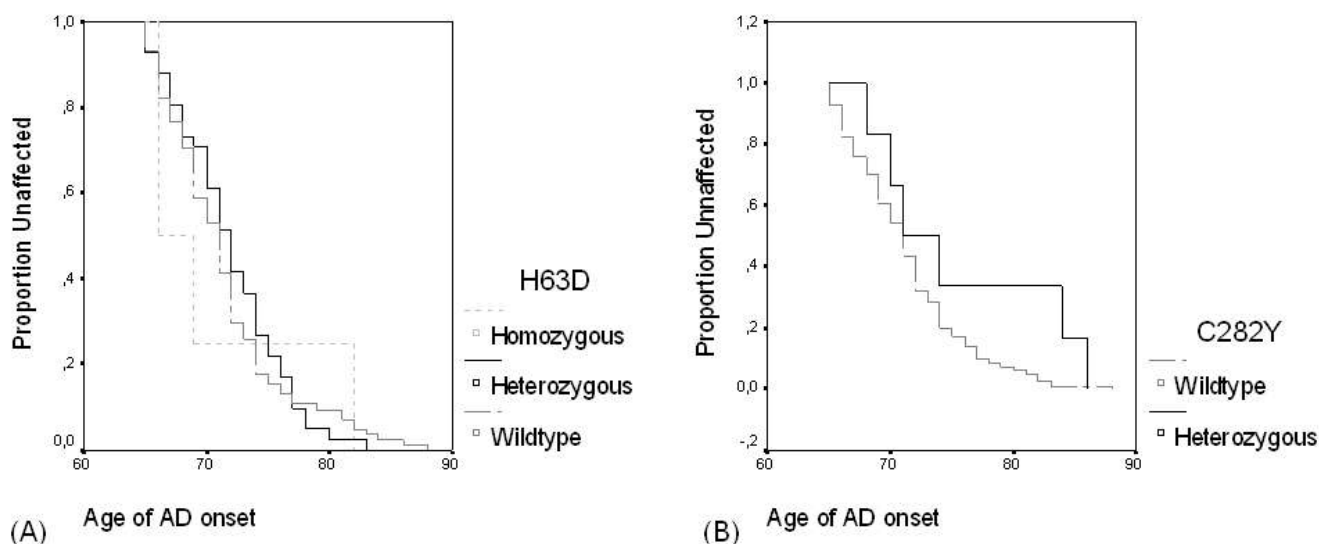 Proportion Unaffected
1,0
,8
,6
,4
,2
0,0
60
70
80
90
Age of AD onset
(A)
H63D
Homozygous
Heterozygous
Wildtype
Proportion Unnaffected
1,2
1,0
,8
,6
,4
,2
0,0
-,2
60
70
80
90
Age of AD onset
(B)
C282Y
Wildtype
Heterozygous